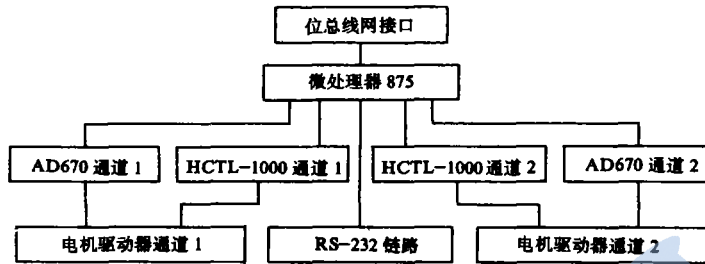 位总线网接口
微处理器 875
AD670 通道 1
HCTL-1000 通道 1
HCTL-1000 通道 2
AD670 通道 2
电机驱动器通道 1
RS-232 链路
电机驱动器通道 2